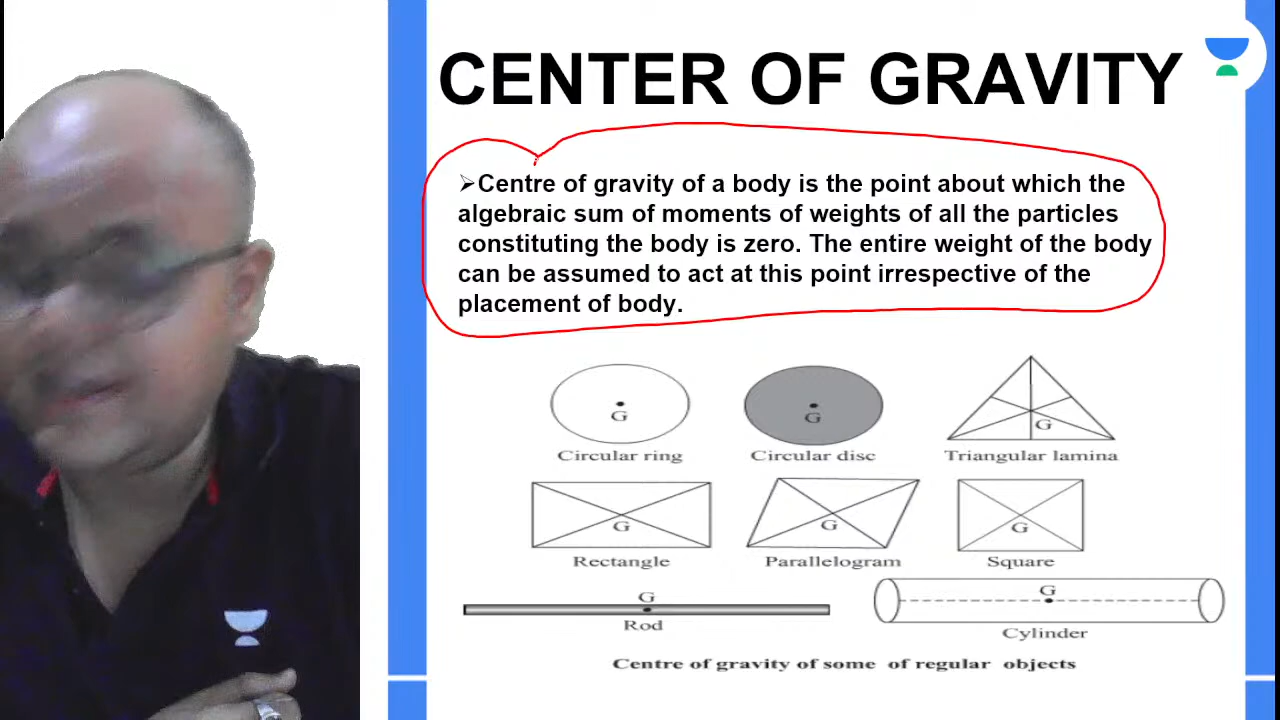 CENTER OF GRAVITY
➢Centre of gravity of a body is the point about which the
algebraic sum of moments of weights of all the particles
constituting the body is zero. The entire weight of the body
can be assumed to act at this point irrespective of the
placement of body.
G G G
Circular ring Circular disc Triangular lamina
G G G
Rectangle Parallelogram Square
G G
Rod Cylinder
Centre of gravity of some of regular objects